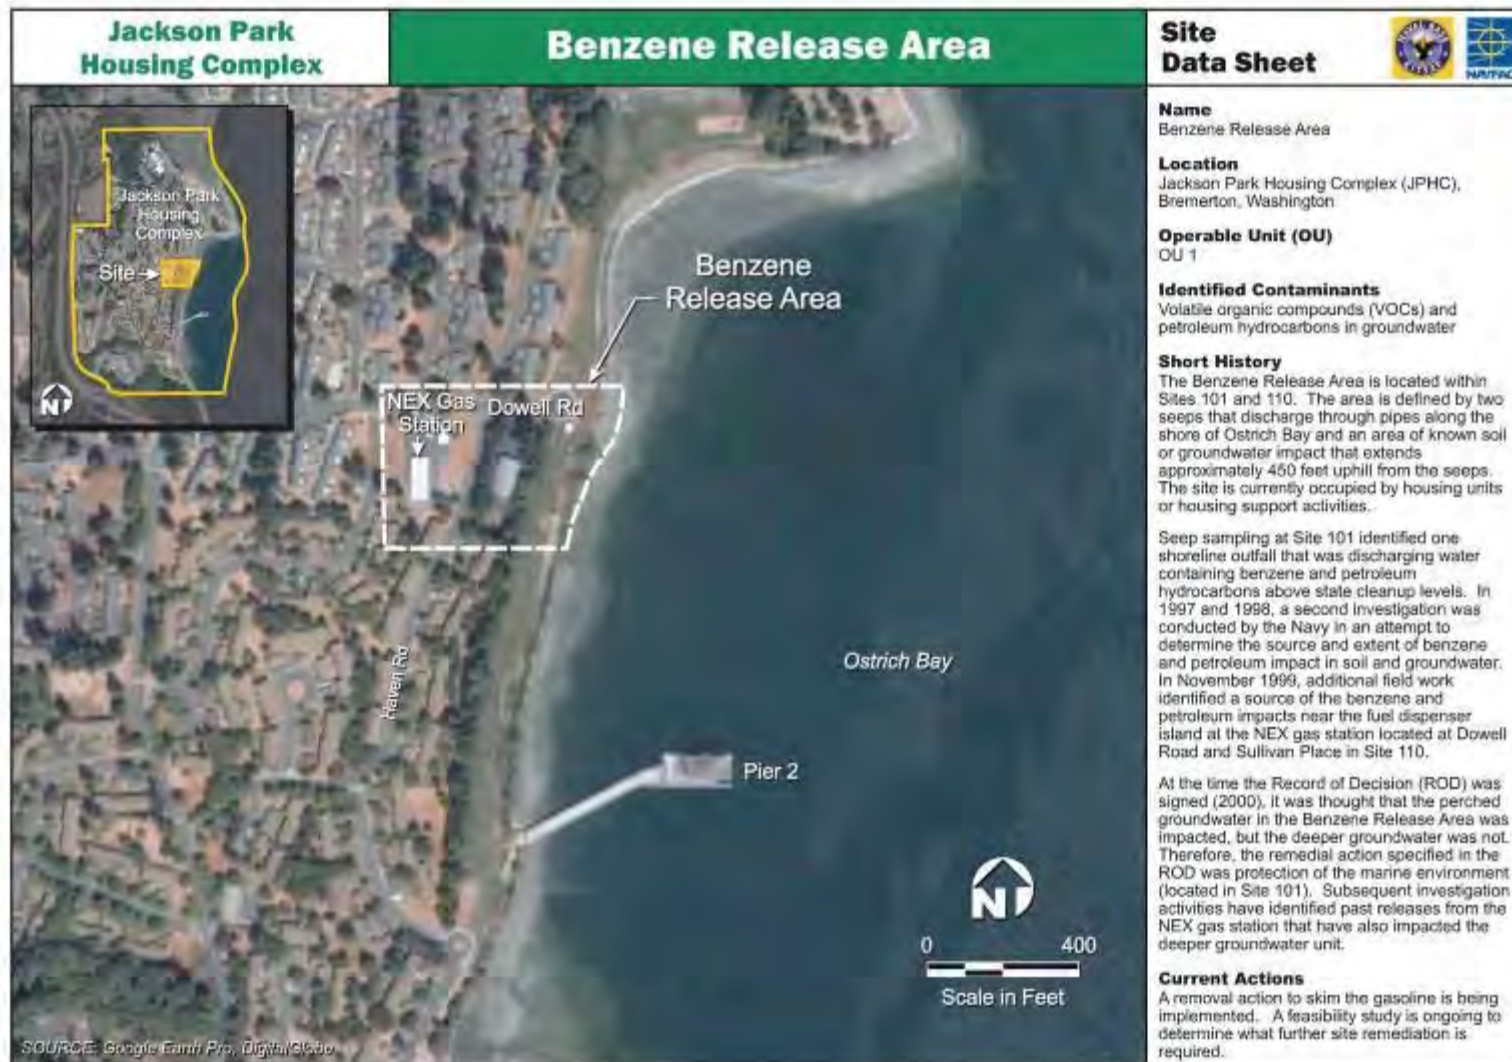 Jackson Park
Housing Complex
Benzene Release Area
Site
Data Sheet
NAVFAC
Jackson Park
Housing
Complex
Site
N
Benzene
Release Area
NEX Gas
Station
Dowell Rd
Haven Rd
Ostrich Bay
Pier 2
N
0 400
Scale in Feet
SOURCE: Google Earth Pro, DigitalGlobe
Name
Benzene Release Area
Location
Jackson Park Housing Complex (JPHC),
Bremerton, Washington
Operable Unit (OU)
OU 1
Identified Contaminants
Volatile organic compounds (VOCs) and
petroleum hydrocarbons in groundwater
Short History
The Benzene Release Area is located within
Sites 101 and 110. The area is defined by two
seeps that discharge through pipes along the
shore of Ostrich Bay and an area of known soil
or groundwater impact that extends
approximately 450 feet uphill from the seeps.
The site is currently occupied by housing units
or housing support activities.
Seep sampling at Site 101 identified one
shoreline outfall that was discharging water
containing benzene and petroleum
hydrocarbons above state cleanup levels. In
1997 and 1998, a second investigation was
conducted by the Navy in an attempt to
determine the source and extent of benzene
and petroleum impact in soil and groundwater.
In November 1999, additional field work
identified a source of the benzene and
petroleum impacts near the fuel dispenser
island at the NEX gas station located at Dowell
Road and Sullivan Place in Site 110.
At the time the Record of Decision (ROD) was
signed (2000), it was thought that the perched
groundwater in the Benzene Release Area was
impacted, but the deeper groundwater was not.
Therefore, the remedial action specified in the
ROD was protection of the marine environment
(located in Site 101). Subsequent investigation
activities have identified past releases from the
NEX gas station that have also impacted the
deeper groundwater unit.
Current Actions
A removal action to skim the gasoline is being
implemented. A feasibility study is ongoing to
determine what further site remediation is
required.